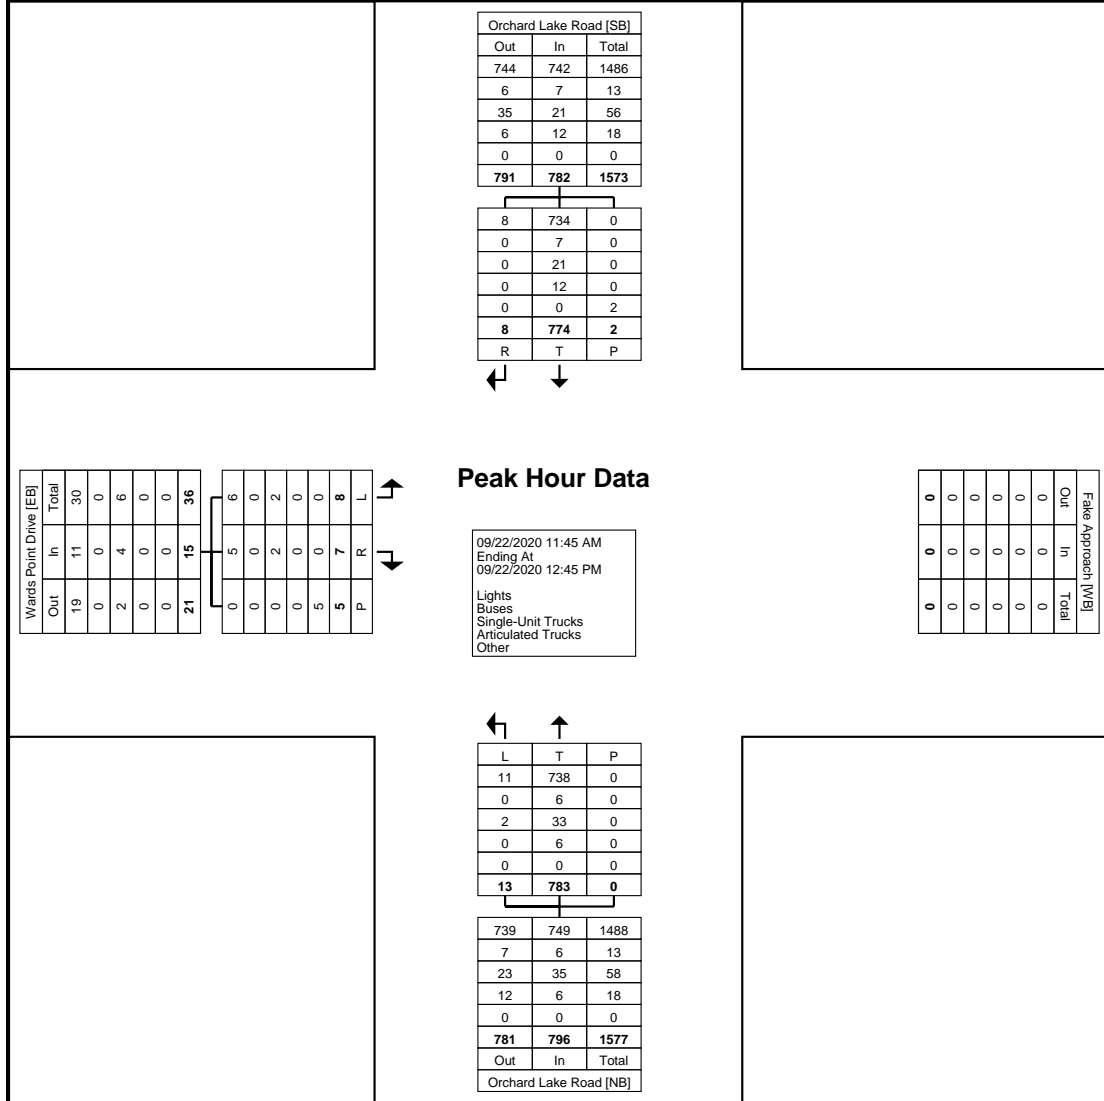 Orchard Lake Road [SB]
Out In Total
744 742 1486
6 7 13
35 21 56
6 12 18
0 0 0
791 782 1573
8 734 0
0 7 0
0 21 0
0 12 0
0 0 2
8 774 2
R T P
Wards Point Drive [EB]
Out In Total
19 11 30
0 0 0
2 4 6
0 0 0
0 0 0
21 15 36
0 5 6
0 0 0
0 2 2
0 0 0
5 0 0
5 7 8
P R L
Peak Hour Data
09/22/2020 11:45 AM
Ending At
09/22/2020 12:45 PM
Lights
Buses
Single-Unit Trucks
Articulated Trucks
Other
Fake Approach [WB]
Out In Total
0 0 0
0 0 0
0 0 0
0 0 0
0 0 0
0 0 0
L T P
11 738 0
0 6 0
2 33 0
0 6 0
0 0 0
13 783 0
739 749 1488
7 6 13
23 35 58
12 6 18
0 0 0
781 796 1577
Out In Total
Orchard Lake Road [NB]